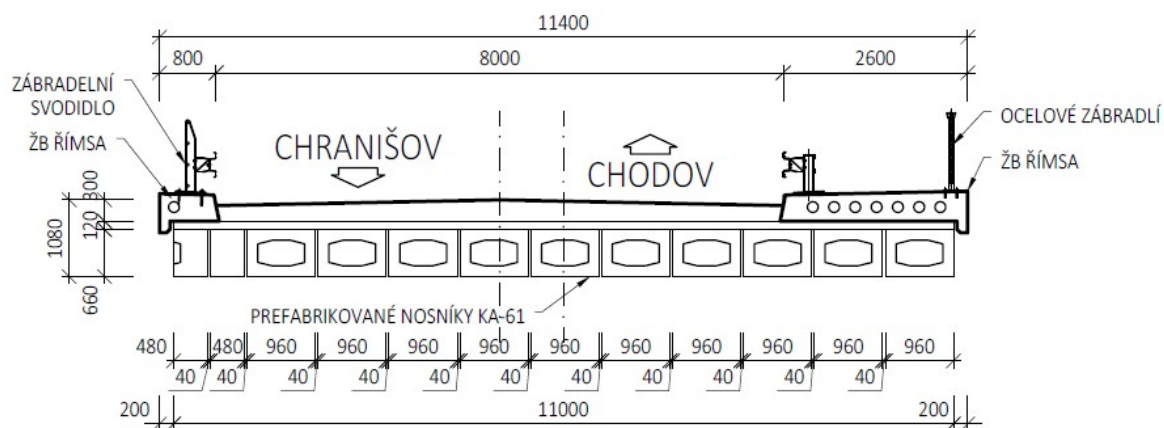 11400
800 8000 2600
ZÁBRADELNÍ
SVODIDLO
ŽB ŘÍMSA
CHRANIŠOV
CHODOV
OCELOVÉ ZÁBRADLÍ
ŽB ŘÍMSA
1080
300
120
660
PREFABRIKOVANÉ NOSNÍKY KA-61
480 480 960 960 960 960 960 960 960 960 960 960
40 40 40 40 40 40 40 40 40 40 40
200 11000 200